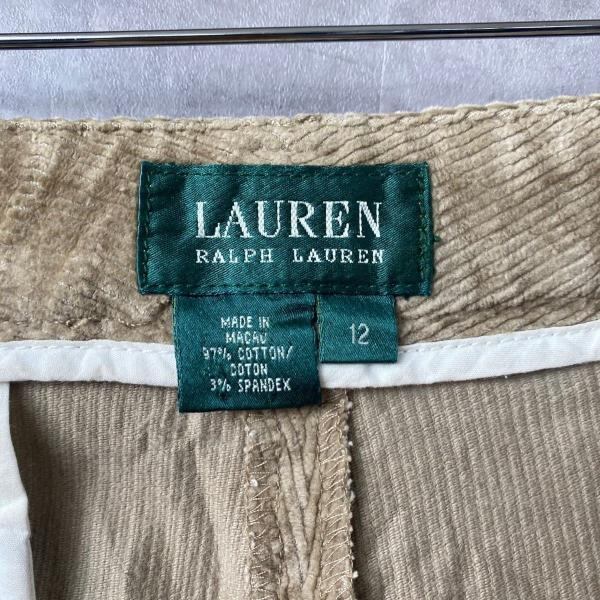 LAUREN
RALPH LAUREN
MADE IN
MACAU
97% COTTON/
COTON
3% SPANDEX
12